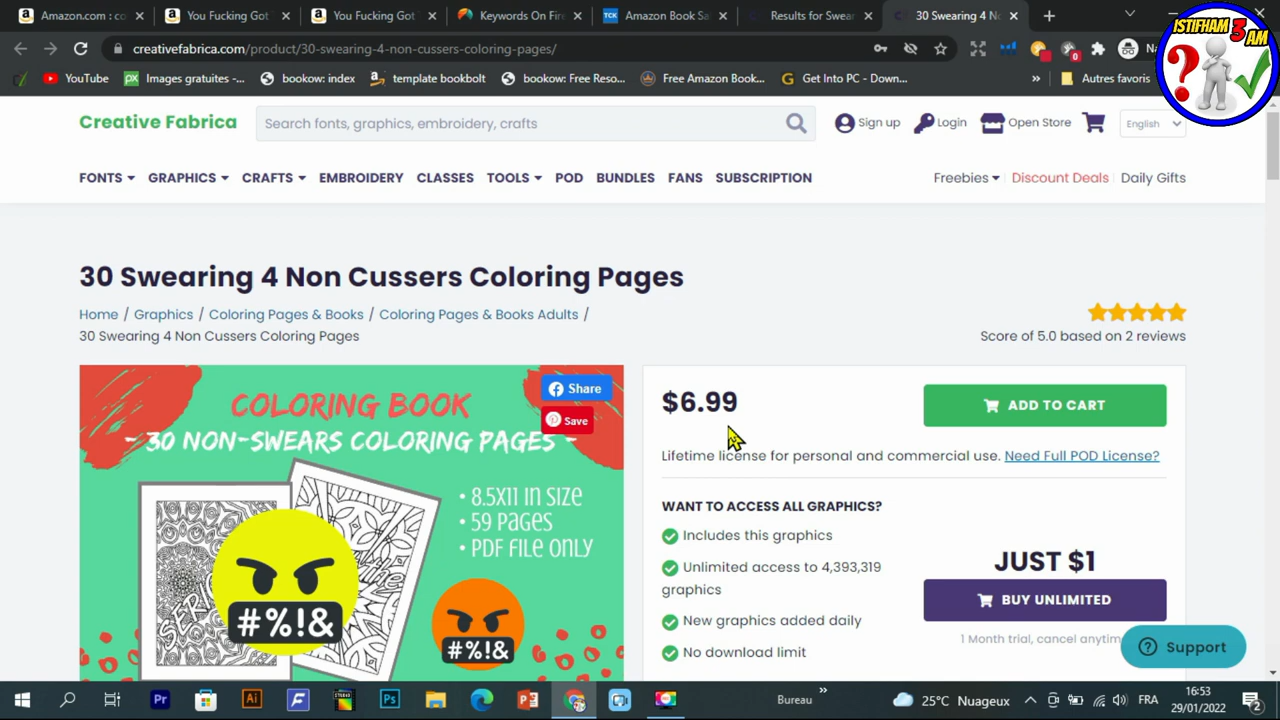 Amazon.com : co
You Fucking Got
You Fucking Got
Keywords On Fire
Amazon Book Sa
Results for Swear
30 Swearing 4 No
creativefabrica.com/product/30-swearing-4-non-cussers-coloring-pages/
YouTube
Images gratuites -...
bookow: index
template bookbolt
bookow: Free Reso...
Free Amazon Book...
Get Into PC - Down...
»
Autres favoris
ISTIFHAM 3 AM
Creative Fabrica
Search fonts, graphics, embroidery, crafts
Sign up
Login
Open Store
English
FONTS GRAPHICS CRAFTS EMBROIDERY CLASSES TOOLS POD BUNDLES FANS SUBSCRIPTION
Freebies
Discount Deals
Daily Gifts
30 Swearing 4 Non Cussers Coloring Pages
Home / Graphics / Coloring Pages & Books / Coloring Pages & Books Adults /
30 Swearing 4 Non Cussers Coloring Pages
Score of 5.0 based on 2 reviews
Share
Save
COLORING BOOK
- 30 NON-SWEARS COLORING PAGES -
• 8.5X11 IN SIZE
• 59 PAGES
• PDF FILE ONLY
#%!&
#%!&
$6.99
ADD TO CART
Lifetime license for personal and commercial use. Need Full POD License?
WANT TO ACCESS ALL GRAPHICS?
Includes this graphics
Unlimited access to 4,393,319
graphics
New graphics added daily
No download limit
JUST $1
BUY UNLIMITED
1 Month trial, cancel anytim
Support
Bureau
»
25°C Nuageux
FRA
16:53
29/01/2022
2